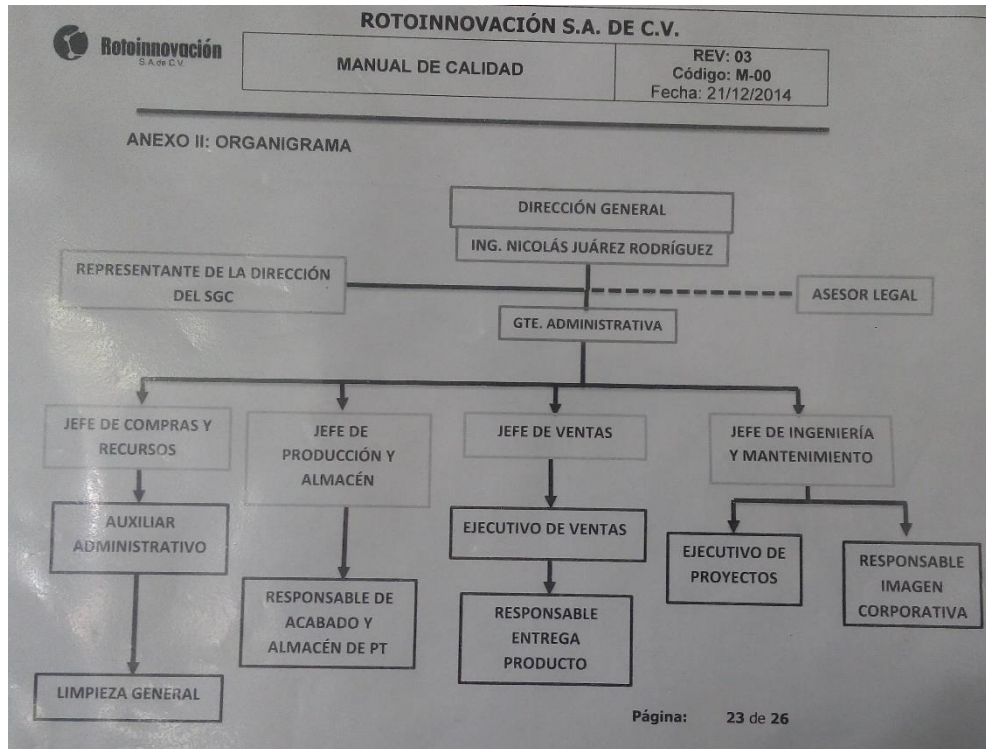 ROTOINNOVACIÓN S.A. DE C.V.
Rotoinnovación
S.A. de C.V.
MANUAL DE CALIDAD
REV: 03
Código: M-00
Fecha: 21/12/2014
ANEXO II: ORGANIGRAMA
DIRECCIÓN GENERAL
ING. NICOLÁS JUÁREZ RODRÍGUEZ
REPRESENTANTE DE LA DIRECCIÓN
DEL SGC
ASESOR LEGAL
GTE. ADMINISTRATIVA
JEFE DE COMPRAS Y
RECURSOS
JEFE DE
PRODUCCIÓN Y
ALMACÉN
JEFE DE VENTAS
JEFE DE INGENIERÍA
Y MANTENIMIENTO
AUXILIAR
ADMINISTRATIVO
EJECUTIVO DE VENTAS
EJECUTIVO DE
PROYECTOS
RESPONSABLE
IMAGEN
CORPORATIVA
RESPONSABLE DE
ACABADO Y
ALMACÉN DE PT
RESPONSABLE
ENTREGA
PRODUCTO
LIMPIEZA GENERAL
Página: 23 de 26